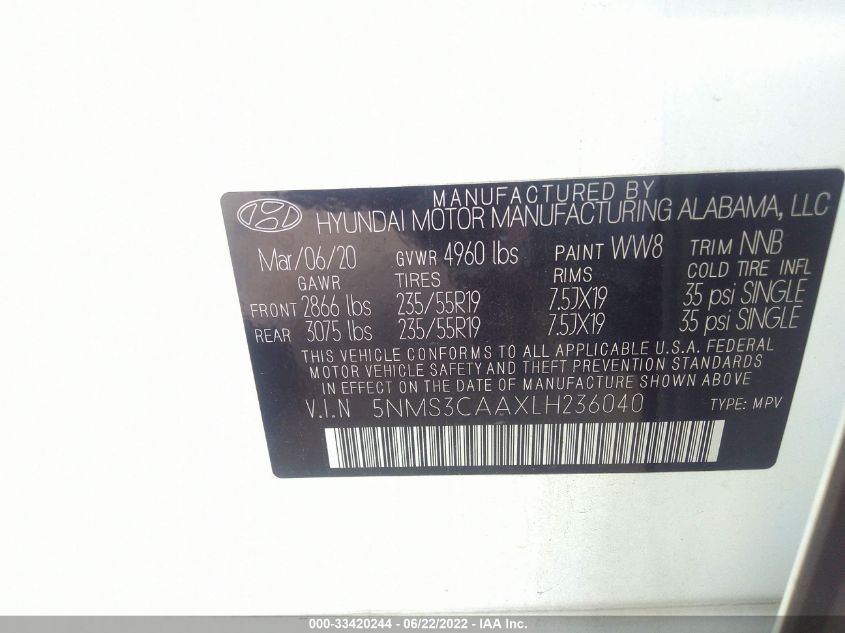 MANUFACTURED BY
HYUNDAI MOTOR MANUFACTURING ALABAMA, LLC
Mar/06/20 GVWR 4960 lbs PAINT WW8 TRIM NNB
GAWR TIRES RIMS COLD TIRE INFL
FRONT 2866 lbs 235/55R19 7.5JX19 35 psi SINGLE
REAR 3075 lbs 235/55R19 7.5JX19 35 psi SINGLE
THIS VEHICLE CONFORMS TO ALL APPLICABLE U.S.A. FEDERAL
MOTOR VEHICLE SAFETY AND THEFT PREVENTION STANDARDS
IN EFFECT ON THE DATE OF MANUFACTURE SHOWN ABOVE
V.I.N 5NMS3CAAXLH236040 TYPE: MPV
000-33420244 - 06/22/2022 - IAA Inc.